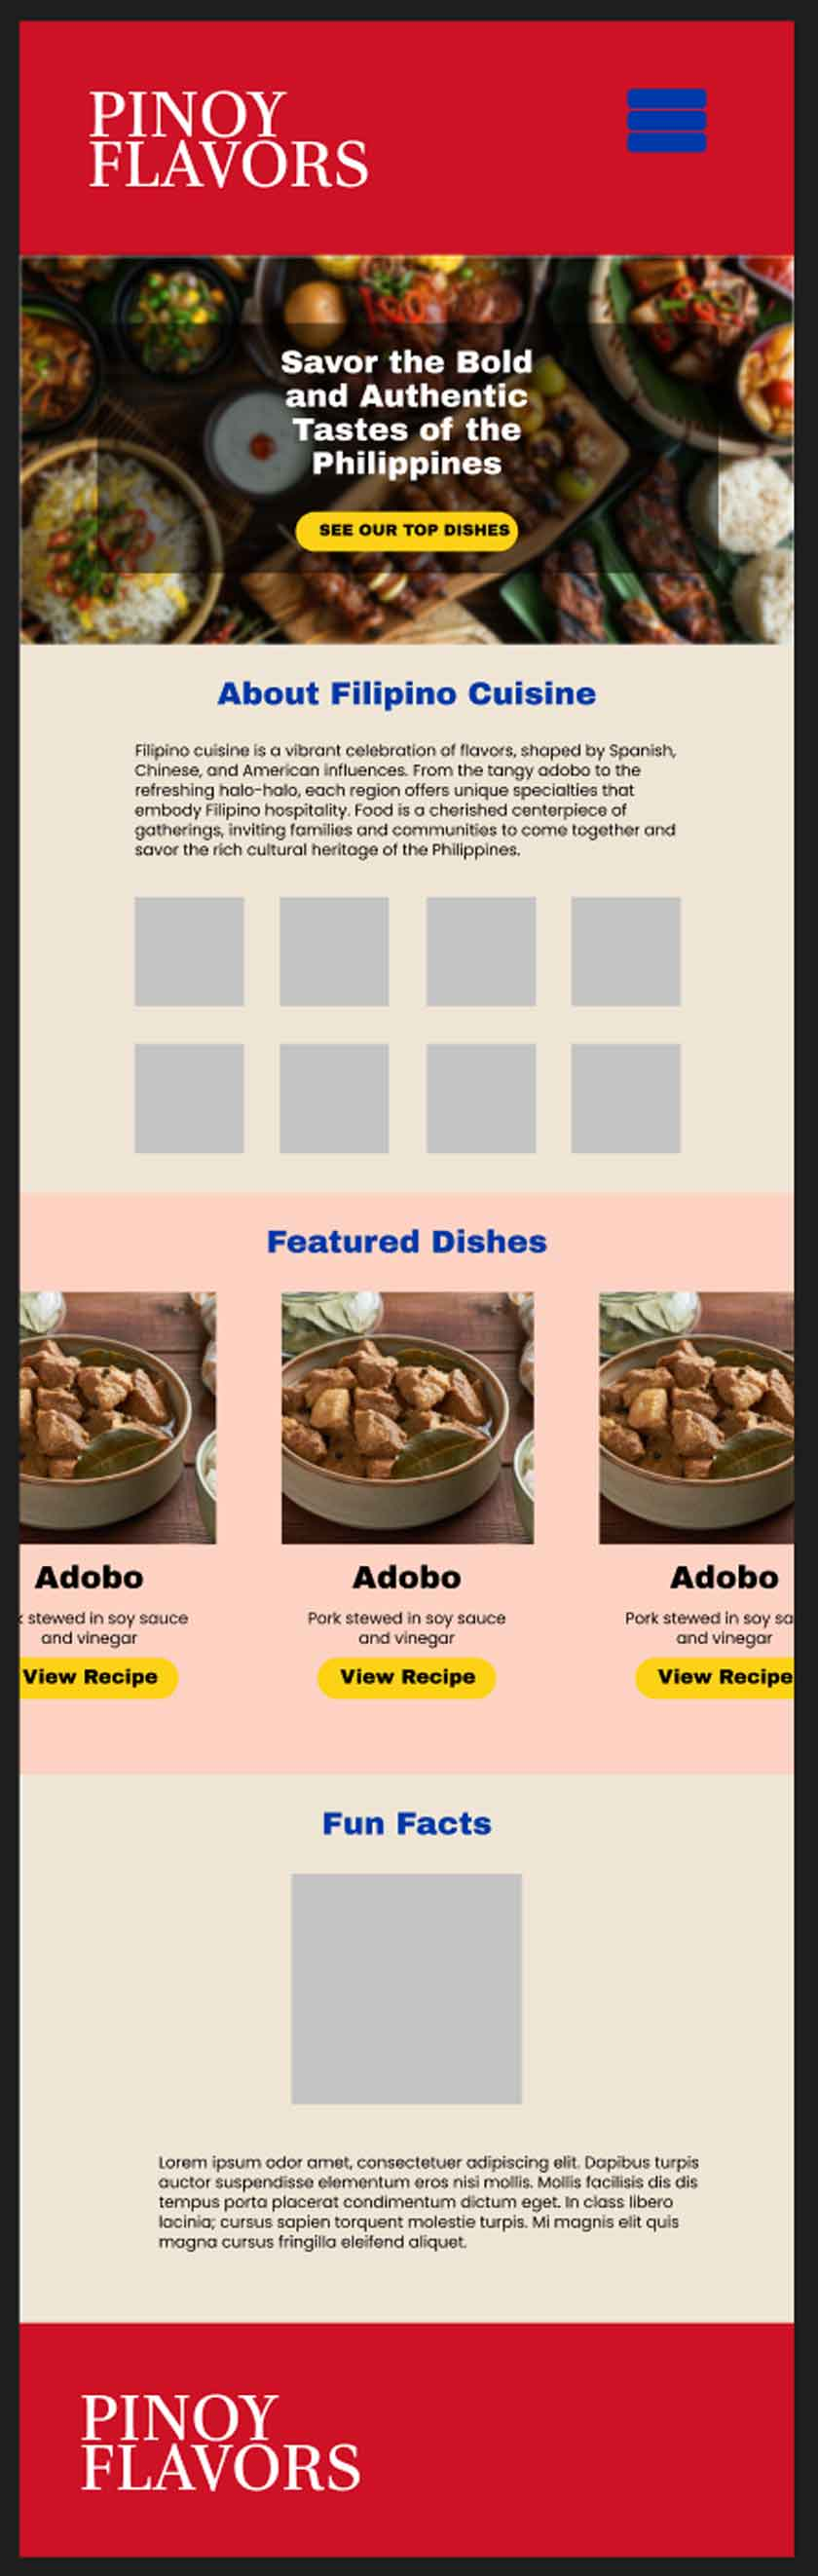 PINOY
FLAVORS
Savor the Bold
and Authentic
Tastes of the
Philippines
SEE OUR TOP DISHES
About Filipino Cuisine
Filipino cuisine is a vibrant celebration of flavors, shaped by Spanish,
Chinese, and American influences. From the tangy adobo to the
refreshing halo-halo, each region offers unique specialties that
embody Filipino hospitality. Food is a cherished centerpiece of
gatherings, inviting families and communities to come together and
savor the rich cultural heritage of the Philippines.
Featured Dishes
Adobo
stewed in soy sauce
and vinegar
View Recipe
Adobo
Pork stewed in soy sauce
and vinegar
View Recipe
Adobo
Pork stewed in soy sa
and vinegar
View Recipe
Fun Facts
Lorem ipsum odor amet, consectetuer adipiscing elit. Dapibus turpis
auctor suspendisse elementum eros nisi mollis. Mollis facilisis dis dis
tempus porta placerat condimentum dictum eget. In class libero
lacinia; cursus sapien torquent molestie turpis. Mi magnis elit quis
magna cursus fringilla eleifend aliquet.
PINOY
FLAVORS